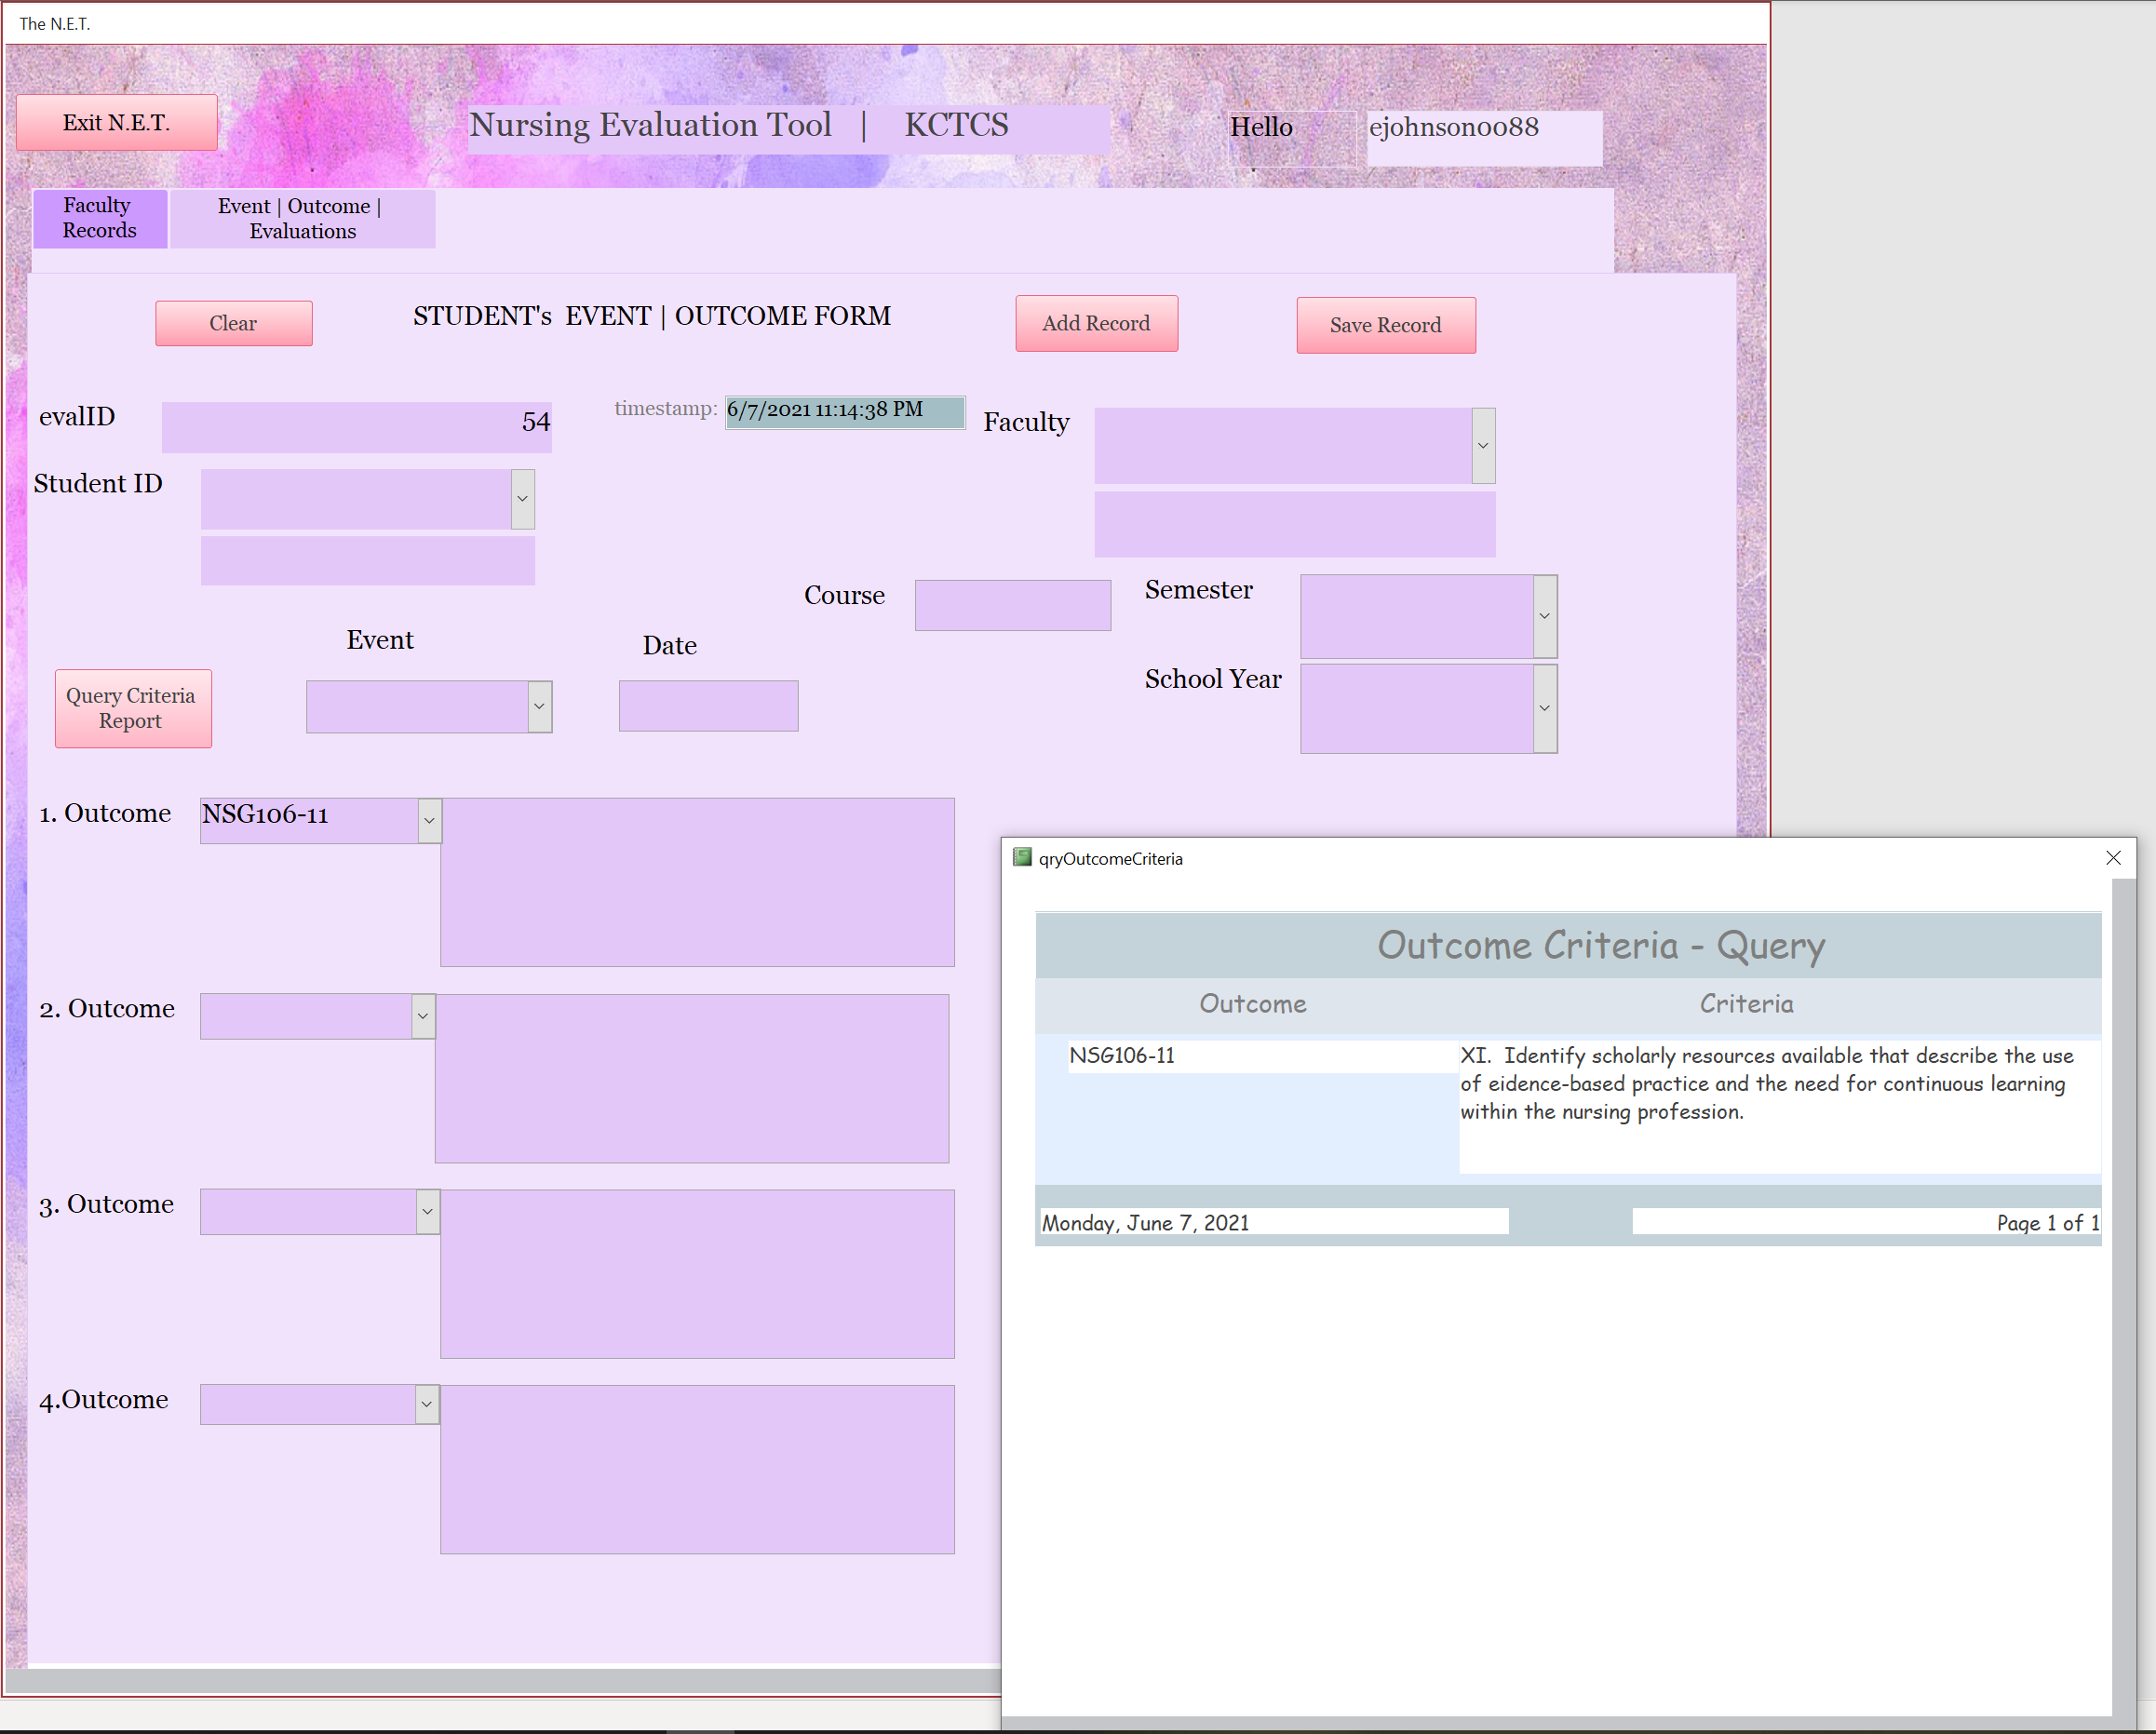 The N.E.T.
Exit N.E.T.
Nursing Evaluation Tool | KCTCS
Hello
ejohnson0088
Faculty
Records
Event | Outcome |
Evaluations
Clear
STUDENT's EVENT | OUTCOME FORM
Add Record
Save Record
evalID
54
timestamp:
6/7/2021 11:14:38 PM
Faculty
Student ID
Course
Semester
Event
Date
School Year
Query Criteria
Report
1. Outcome
NSG106-11
2. Outcome
3. Outcome
4.Outcome
qryOutcomeCriteria
Outcome Criteria - Query
Outcome
Criteria
NSG106-11
XI. Identify scholarly resources available that describe the use
of eidence-based practice and the need for continuous learning
within the nursing profession.
Monday, June 7, 2021
Page 1 of 1